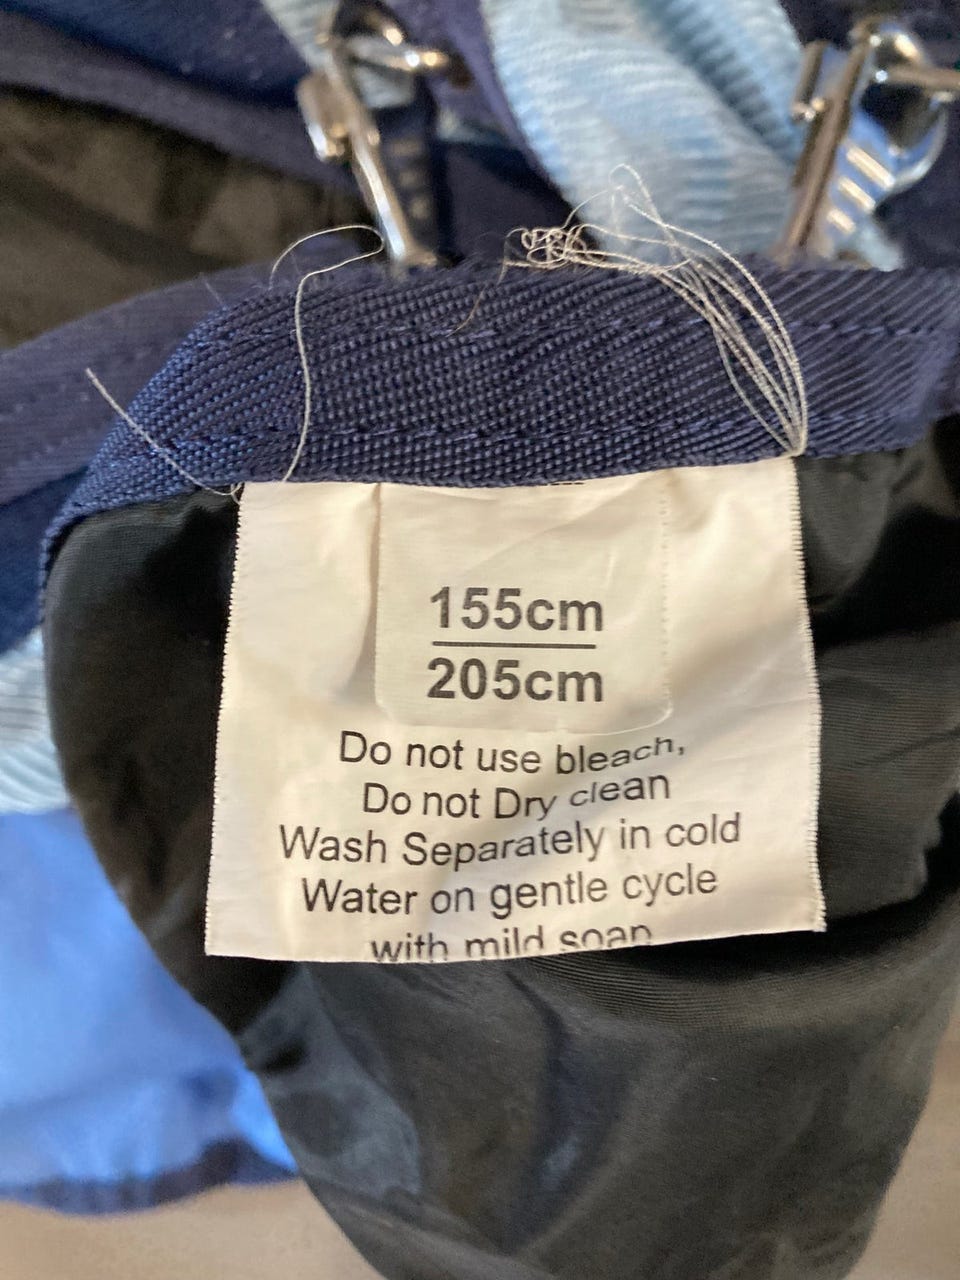 155cm
205cm
Do not use bleach,
Do not Dry clean
Wash Separately in cold
Water on gentle cycle
with mild soap